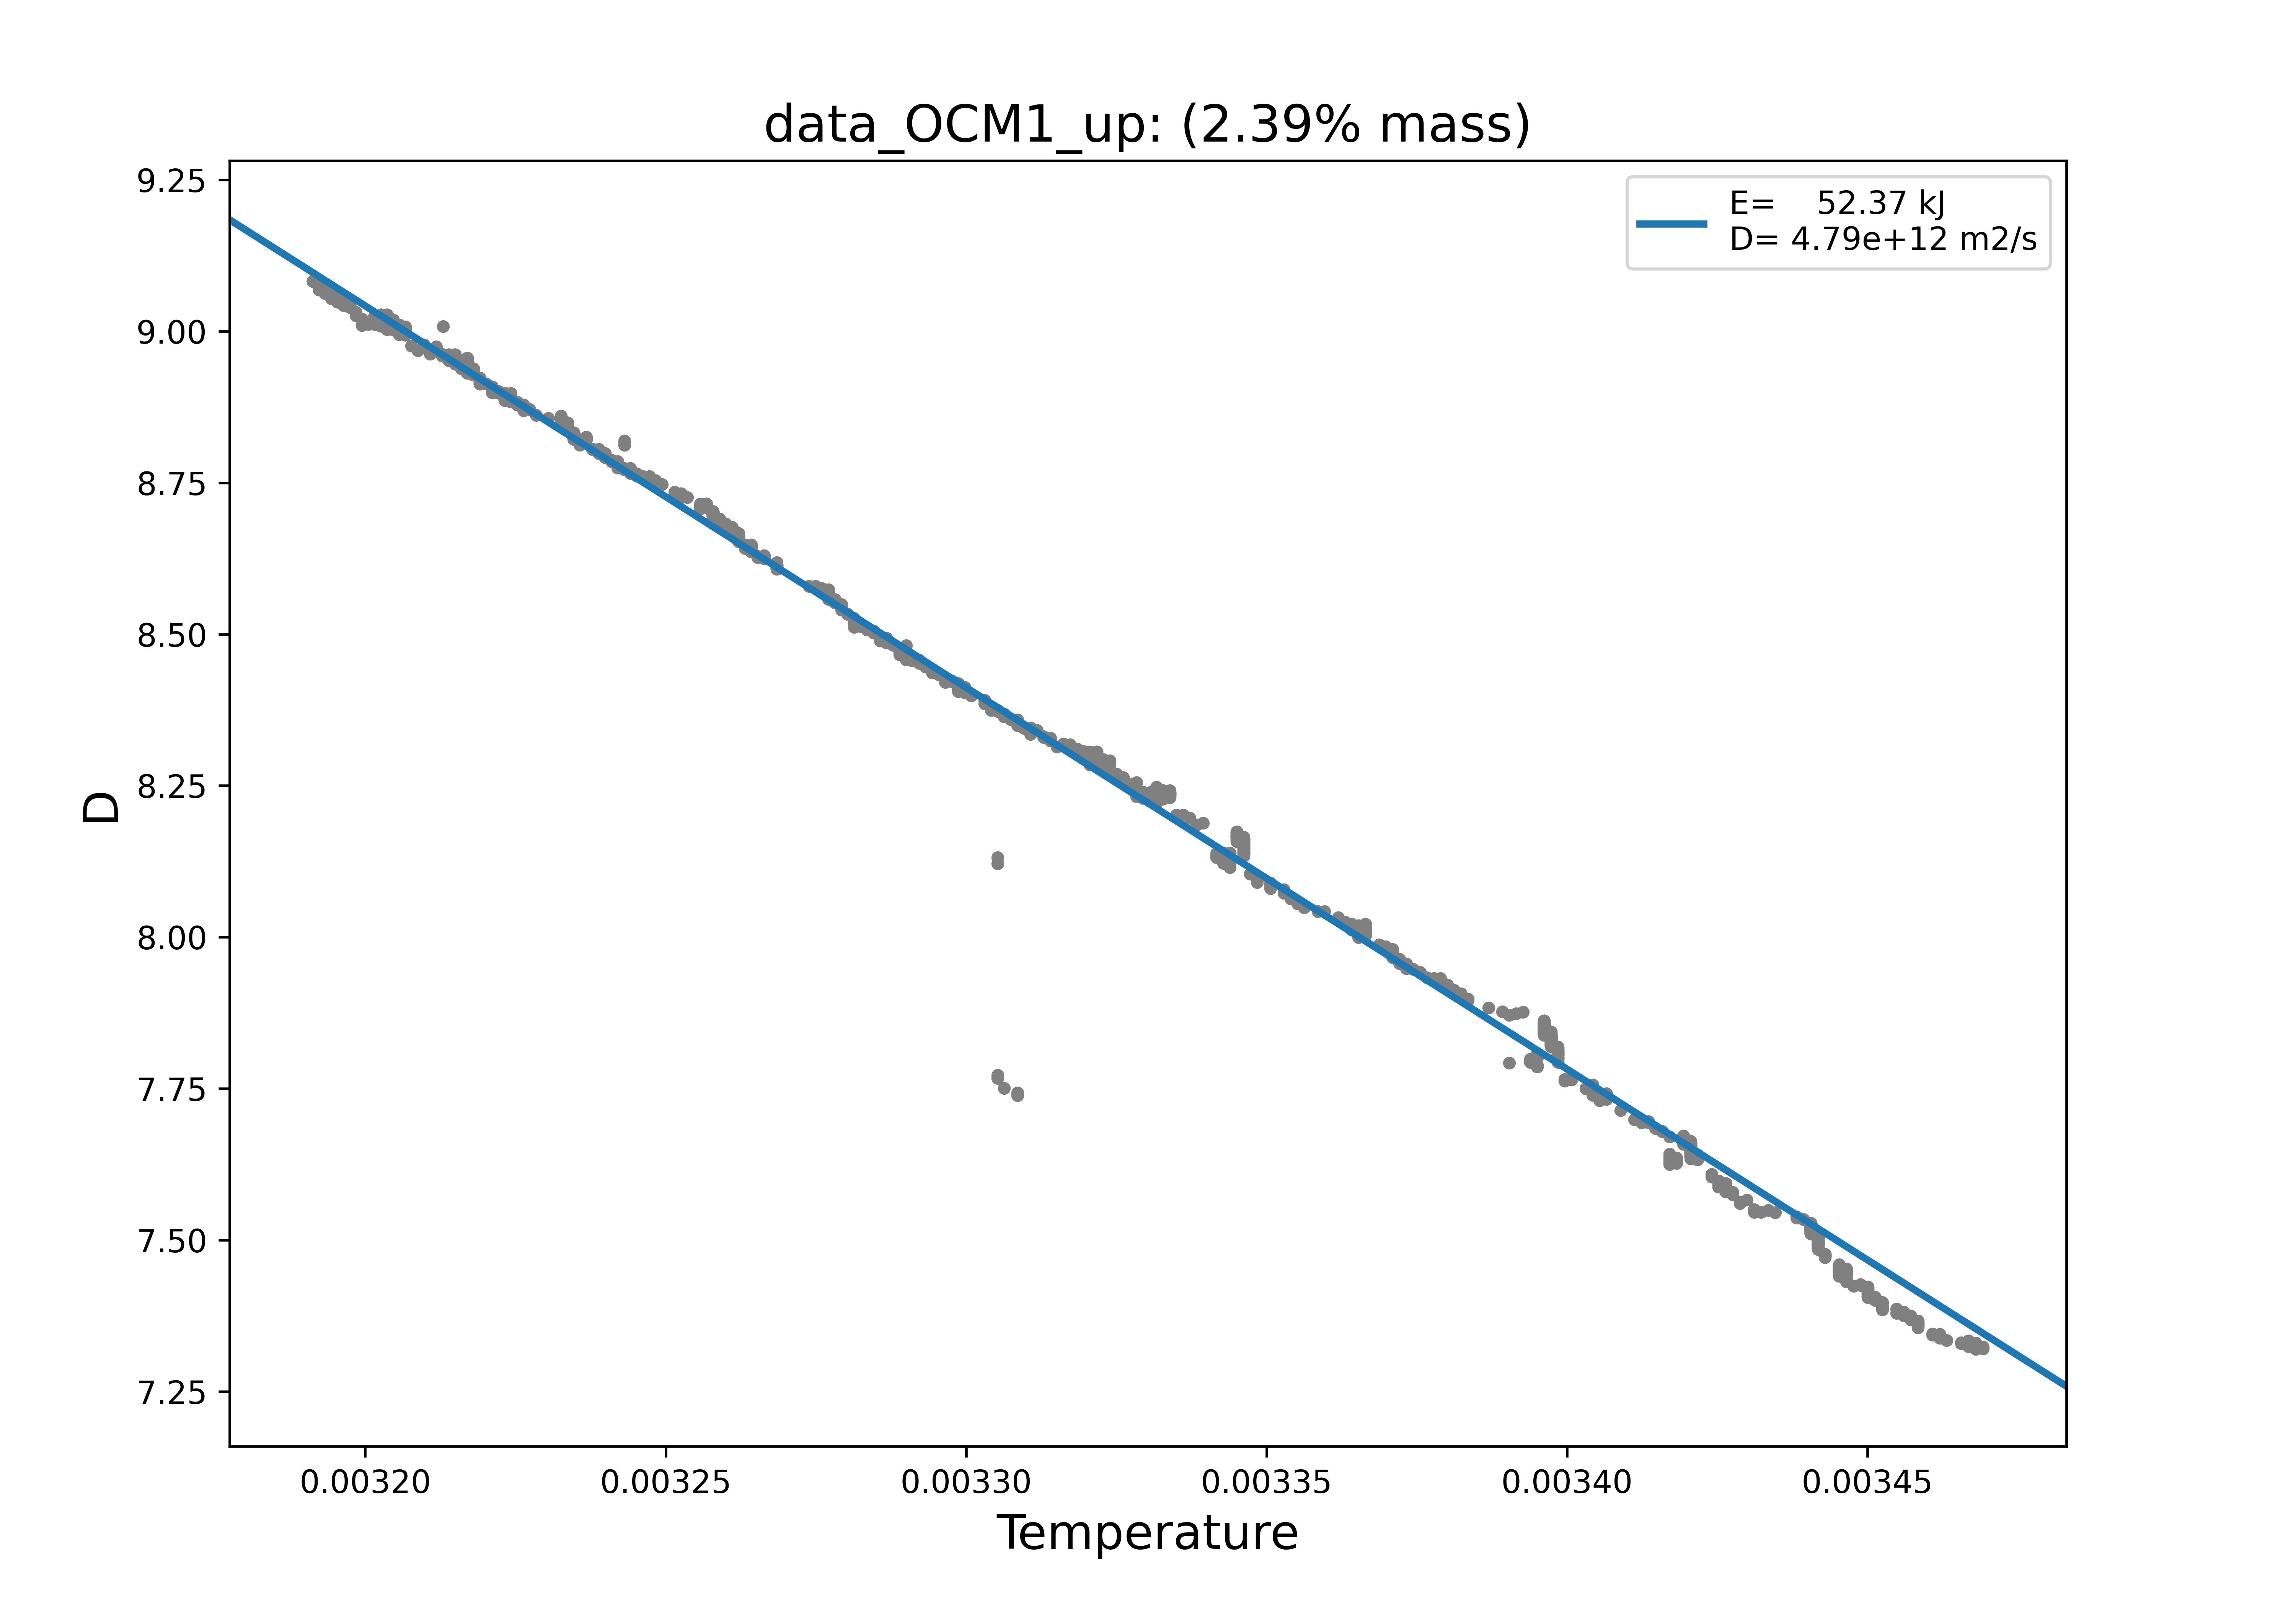 data_OCM1_up: (2.39% mass)
E=    52.37 kJ
D= 4.79e+12 m2/s
9.25
9.00
8.75
8.50
8.25
8.00
7.75
7.50
7.25
D
0.00320 0.00325 0.00330 0.00335 0.00340 0.00345
Temperature